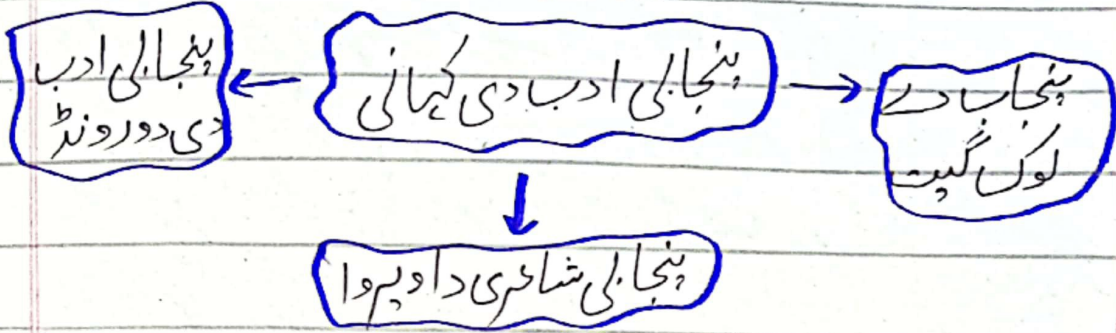 پنجابی ادب دی کہانی
پنجاب دے
لوک گیت
پنجابی ادب
دی دور ونڈ
پنجابی شاعری دا ویروا